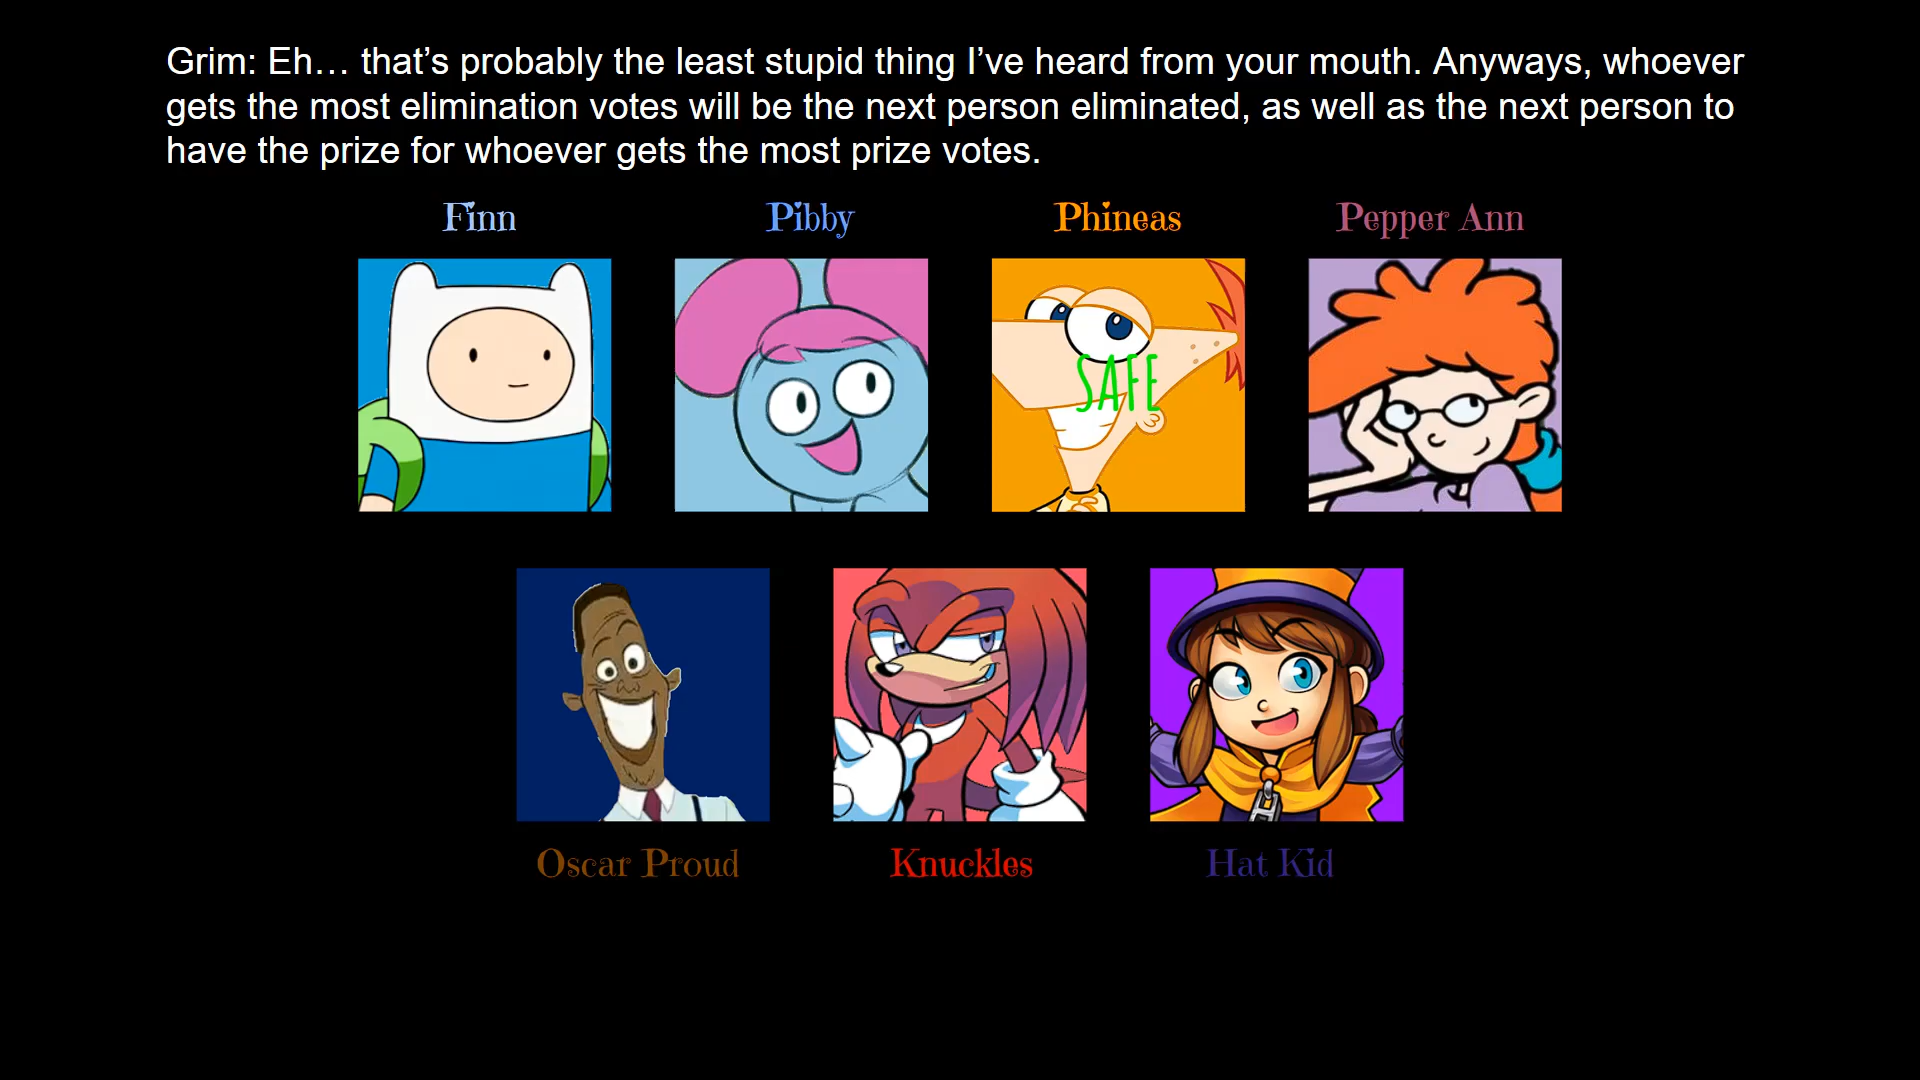 Grim: Eh… that’s probably the least stupid thing I’ve heard from your mouth. Anyways, whoever
gets the most elimination votes will be the next person eliminated, as well as the next person to
have the prize for whoever gets the most prize votes.
Finn
Pibby
Phineas
Pepper Ann
SAFE
Oscar Proud
Knuckles
Hat Kid